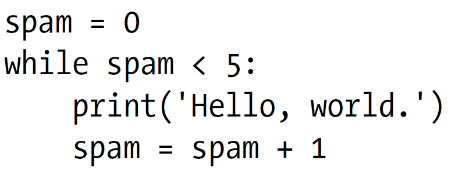 spam = 0
while spam < 5:
    print('Hello, world.')
    spam = spam + 1